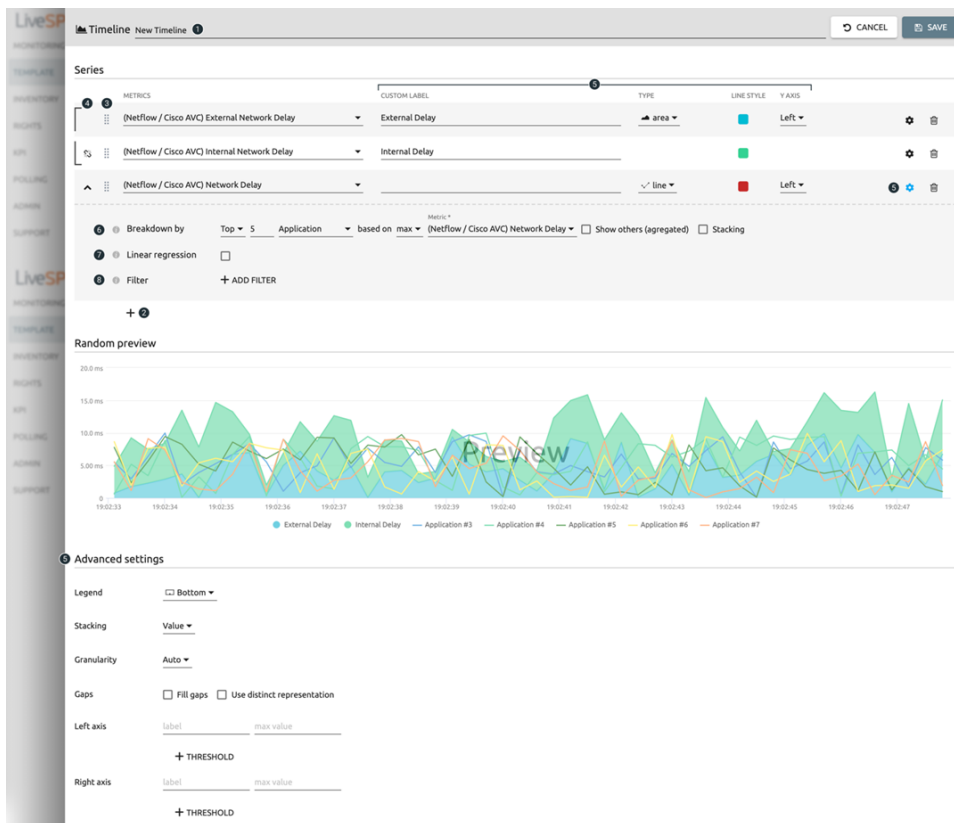 LiveSP
MONITORING
TEMPLATE
INVENTORY
RIGHTS
KPI
POLLING
ADMIN
SUPPORT
LiveSP
MONITORING
TEMPLATE
INVENTORY
RIGHTS
KPI
POLLING
ADMIN
SUPPORT
Timeline New Timeline 1 CANCEL SAVE
Series
5
4 3 METRICS CUSTOM LABEL TYPE LINE STYLE Y AXIS
(Netflow / Cisco AVC) External Network Delay External Delay area Left
(Netflow / Cisco AVC) Internal Network Delay Internal Delay
(Netflow / Cisco AVC) Network Delay line Left 5
Metric *
6 Breakdown by Top 5 Application based on max (Netflow / Cisco AVC) Network Delay Show others (agregated) Stacking
7 Linear regression
8 Filter + ADD FILTER
+ 2
Random preview
20.0 ms
15.0 ms
10.0 ms
Preview
5.00 ms
0
19:02:33 19:02:34 19:02:35 19:02:36 19:02:37 19:02:38 19:02:39 19:02:40 19:02:41 19:02:42 19:02:43 19:02:44 19:02:45 19:02:46 19:02:47
External Delay Internal Delay Application #3 Application #4 Application #5 Application #6 Application #7
5 Advanced settings
Legend Bottom
Stacking Value
Granularity Auto
Gaps Fill gaps Use distinct representation
Left axis label max value
+ THRESHOLD
Right axis label max value
+ THRESHOLD